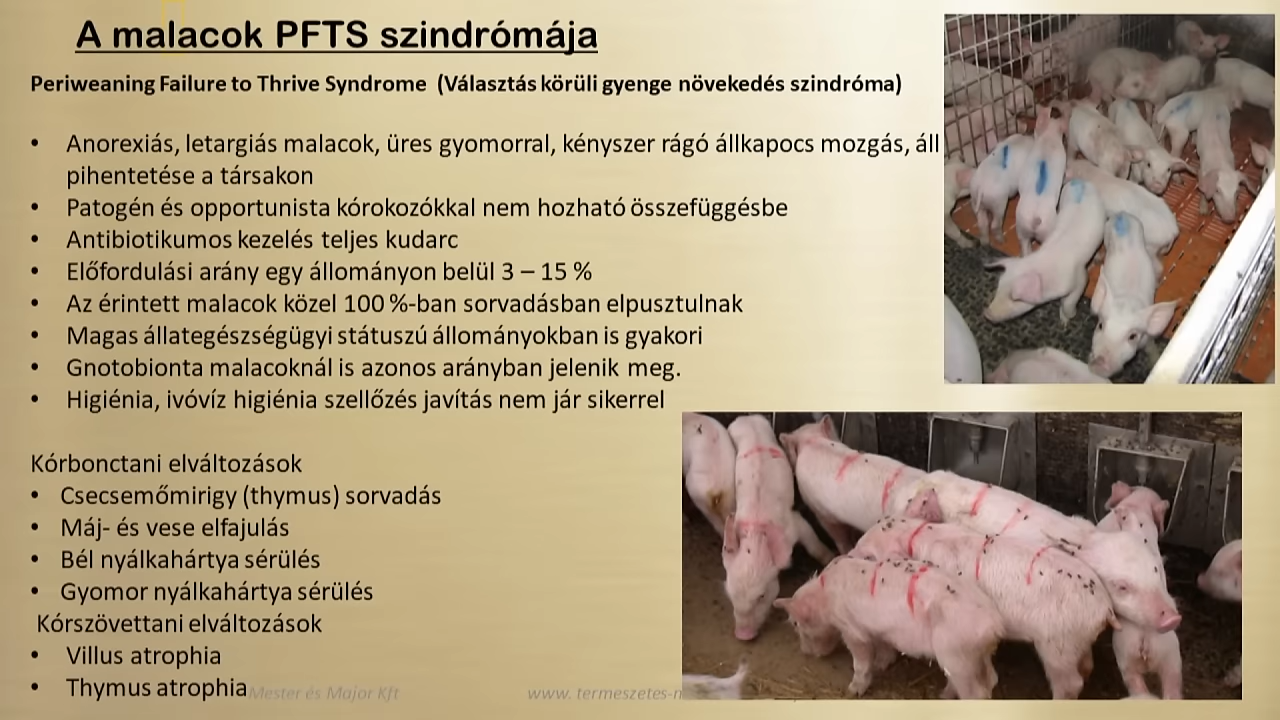 A malacok PFTS szindrómája
Periweaning Failure to Thrive Syndrome (Választás körüli gyenge növekedés szindróma)
• Anorexiás, letargiás malacok, üres gyomorral, kényszer rágó állkapocs mozgás, áll
pihentetése a társakon
• Patogén és opportunista kórokozókkal nem hozható összefüggésbe
• Antibiotikumos kezelés teljes kudarc
• Előfordulási arány egy állományon belül 3 – 15 %
• Az érintett malacok közel 100 %-ban sorvadásban elpusztulnak
• Magas állategészségügyi státuszú állományokban is gyakori
• Gnotobionta malacoknál is azonos arányban jelenik meg.
• Higiénia, ivóvíz higiénia szellőzés javítás nem jár sikerrel
Kórbonctani elváltozások
• Csecsemőmirigy (thymus) sorvadás
• Máj- és vese elfajulás
• Bél nyálkahártya sérülés
• Gyomor nyálkahártya sérülés
Kórszövettani elváltozások
• Villus atrophia
• Thymus atrophia
Mester és Major Kft www. termeszetes-